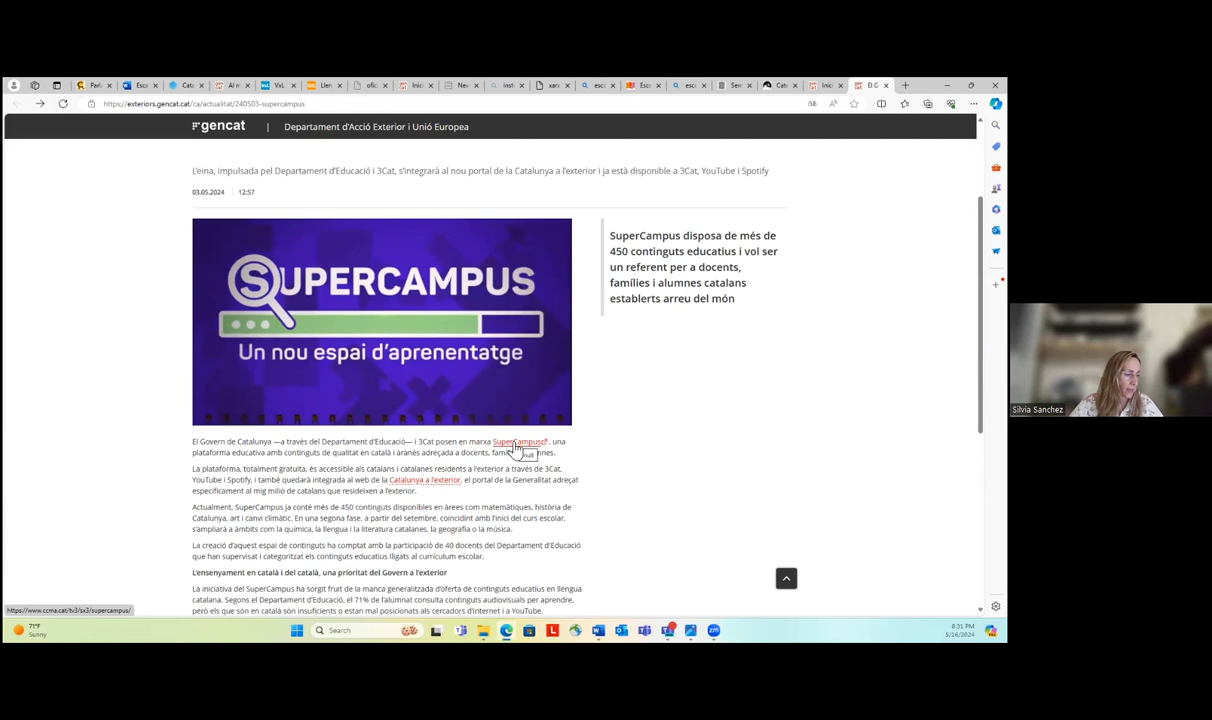 https://exteriors.gencat.cat/ca/actualitat/240503-supercampus
gencat | Departament d'Acció Exterior i Unió Europea
L'eina, impulsada pel Departament d'Educació i 3Cat, s'integrarà al nou portal de la Catalunya a l'exterior i ja està disponible a 3Cat, YouTube i Spotify
03.05.2024 12:57
SUPERCAMPUS
Un nou espai d'aprenentatge
SuperCampus disposa de més de
450 continguts educatius i vol ser
un referent per a docents,
famílies i alumnes catalans
establerts arreu del món
El Govern de Catalunya —a través del Departament d'Educació— i 3Cat posen en marxa SuperCampus, una
plataforma educativa amb continguts de qualitat en català i aranès adreçada a docents,
null
La plataforma, totalment gratuïta, és accessible als catalans i catalanes residents a l'exterior a través de 3Cat,
YouTube i Spotify, i també quedarà integrada al web de la Catalunya a l'exterior, el portal de la Generalitat adreçat
específicament al mig milió de catalans que resideixen a l'exterior.
Actualment, SuperCampus ja conté més de 450 continguts disponibles en àrees com matemàtiques, història de
Catalunya, art i canvi climàtic. En una segona fase, a partir del setembre, coincidint amb l'inici del curs escolar,
s'ampliarà a àmbits com la química, la llengua i la literatura catalanes, la geografia o la música.
La creació d'aquest espai de continguts ha comptat amb la participació de 40 docents del Departament d'Educació
que han supervisat i categoritzat els continguts educatius lligats al currículum escolar.
L'ensenyament en català i del català, una prioritat del Govern a l'exterior
La iniciativa del SuperCampus ha sorgit fruit de la manca generalitzada d'oferta de continguts educatius en llengua
catalana. Segons el Departament d'Educació, el 71% de l'alumnat consulta continguts audiovisuals per aprendre,
però els que són en català són insuficients o estan mal posicionats als cercadors d'internet i a YouTube.
https://www.ccma.cat/tv3/sx3/supercampus/
Silvia Sanchez
71°F
Sunny
Search
8:31 PM
5/16/2024